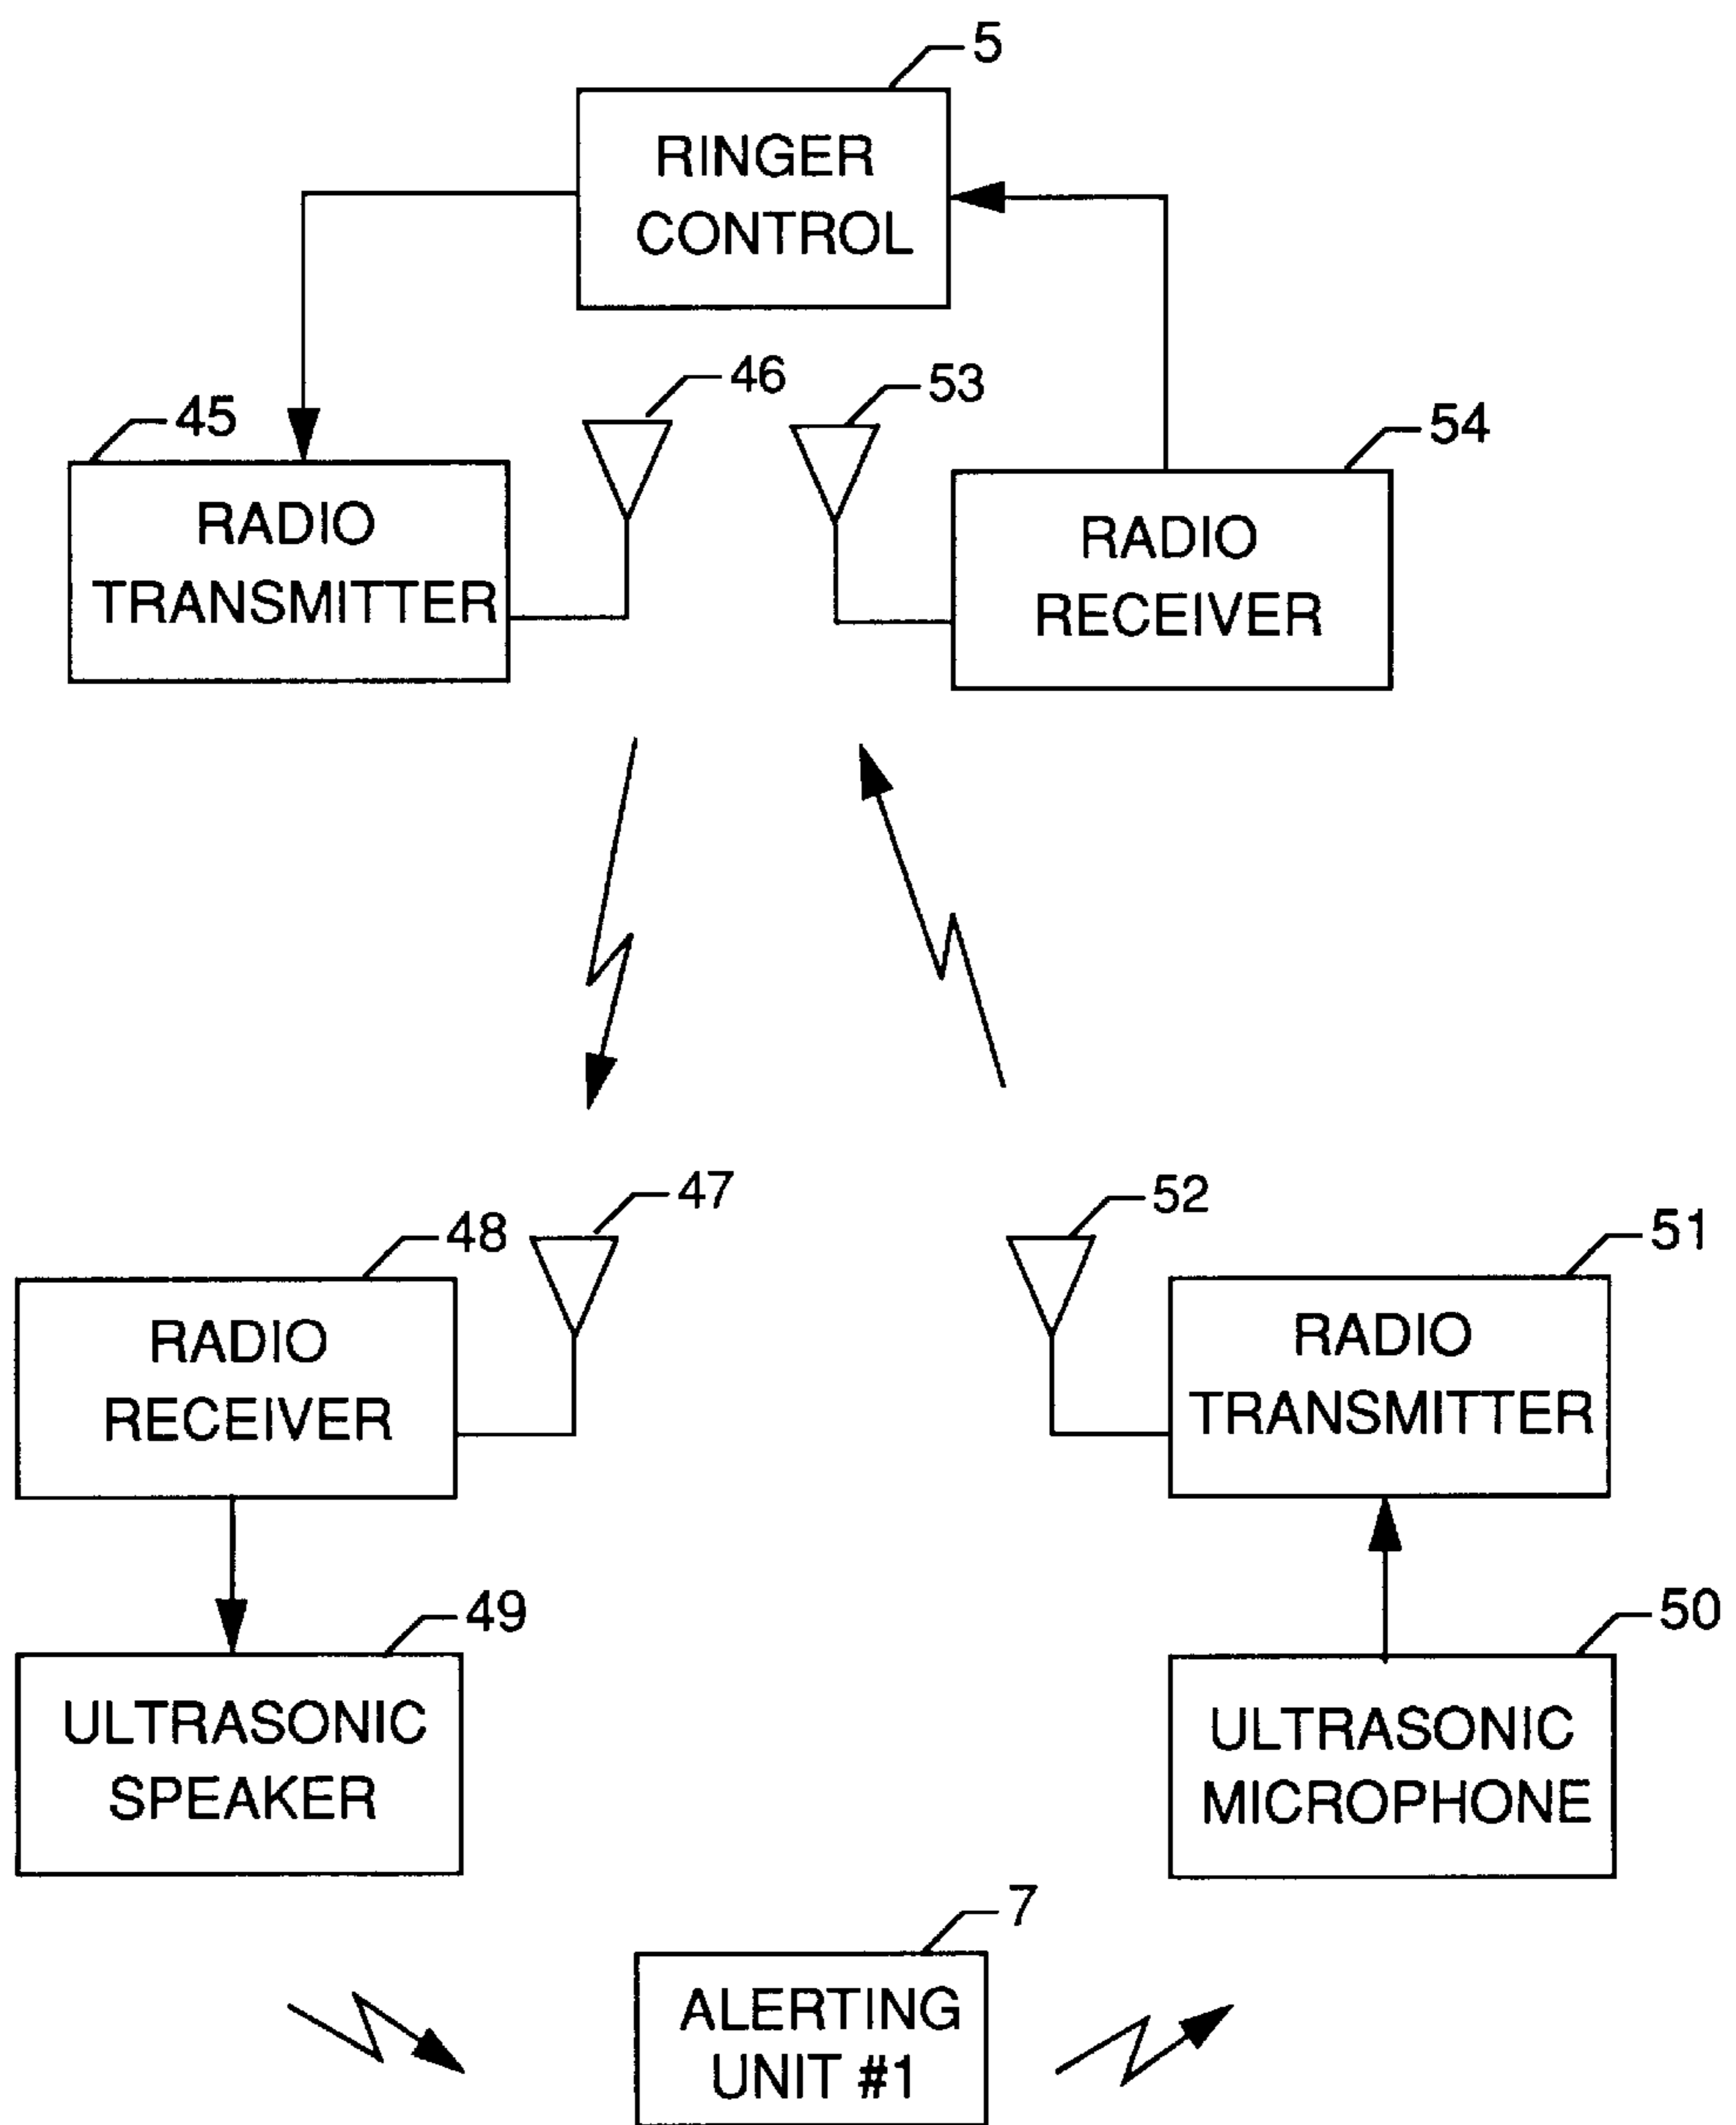 5
RINGER
CONTROL
46
53
45
54
RADIO
TRANSMITTER
RADIO
RECEIVER
47
52
48
51
RADIO
RECEIVER
RADIO
TRANSMITTER
49
50
ULTRASONIC
SPEAKER
ULTRASONIC
MICROPHONE
7
ALERTING
UNIT #1